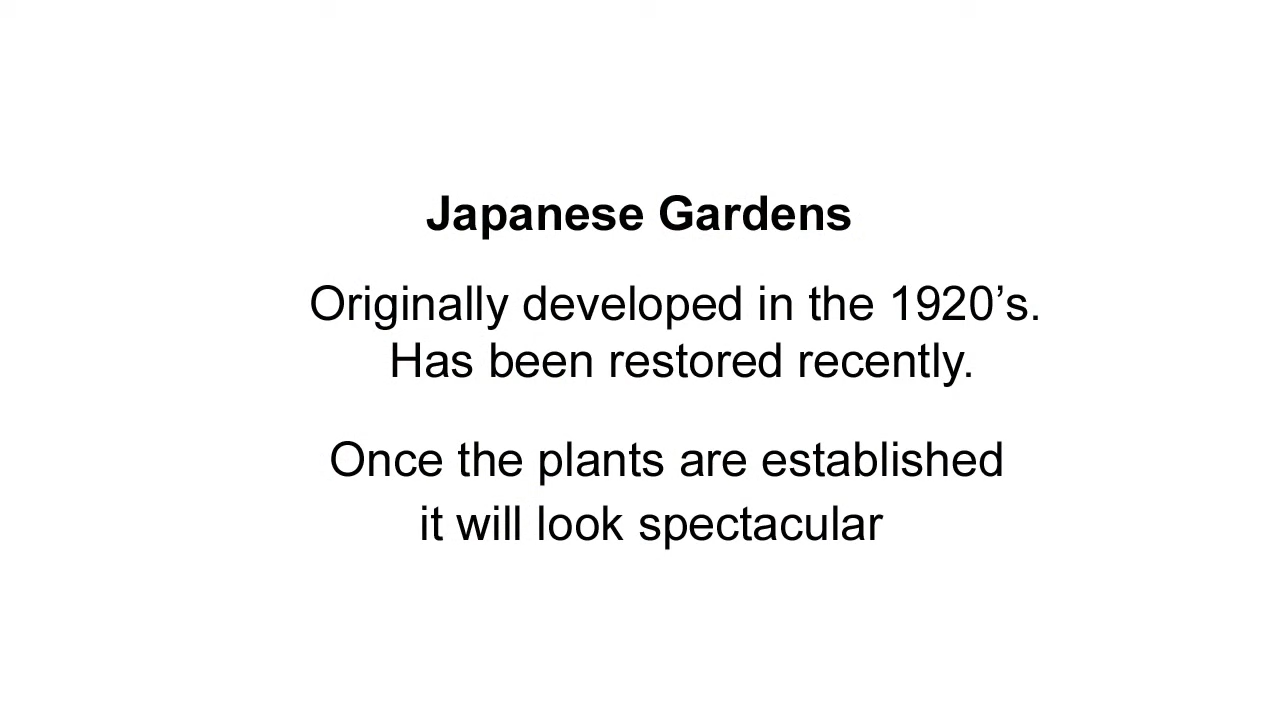 Japanese Gardens
Originally developed in the 1920’s.
Has been restored recently.
Once the plants are established
it will look spectacular